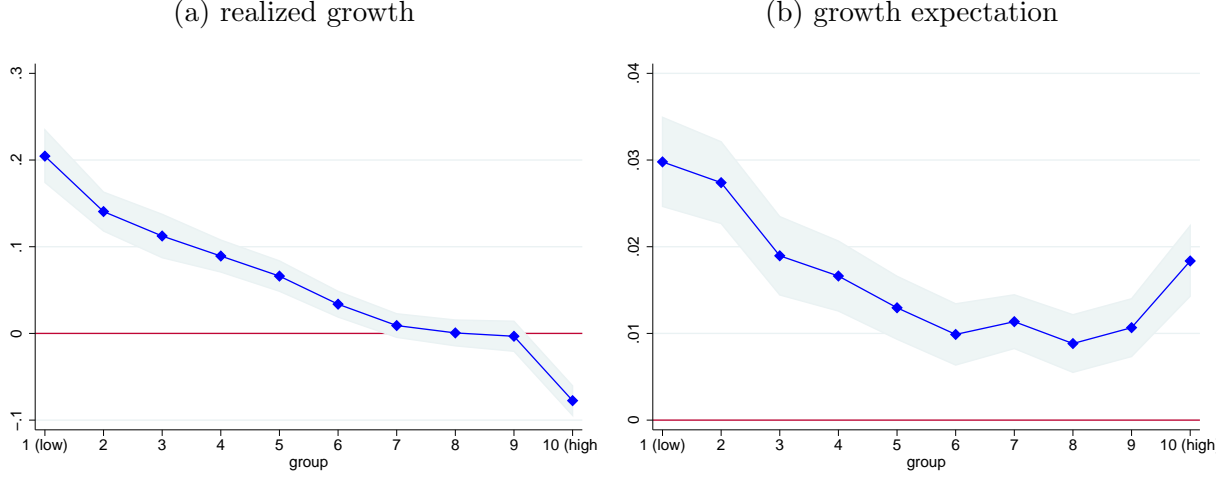 (a) realized growth
.3
.2
.1
0
-.1
1 (low) 2 3 4 5 6 7 8 9 10 (high
group
(b) growth expectation
.04
.03
.02
.01
0
1 (low) 2 3 4 5 6 7 8 9 10 (high
group